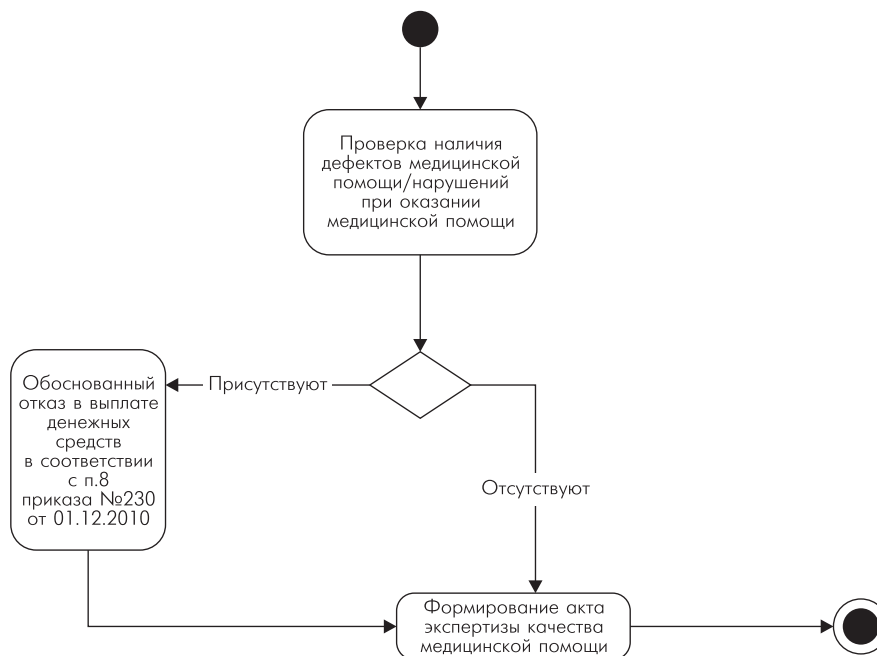 Проверка наличия
дефектов медицинской
помощи/нарушений
при оказании
медицинской помощи
Присутствуют
Обоснованный
отказ в выплате
денежных
средств
в соответствии
с п.8
приказа №230
от 01.12.2010
Отсутствуют
Формирование акта
экспертизы качества
медицинской помощи